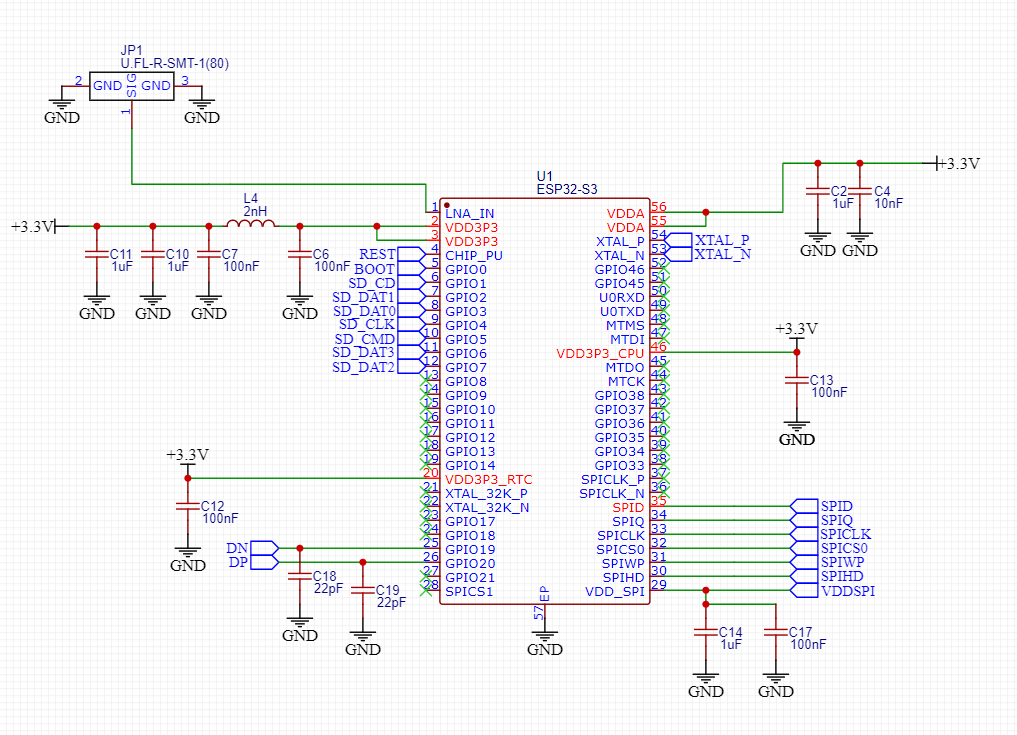 JP1
U.FL-R-SMT-1(80)
2 GND SIG GND 3
1
GND GND
U1
ESP32-S3
+3.3V
C2
1uF
C4
10nF
GND GND
L4
2nH
+3.3V
C11
1uF
C10
1uF
C7
100nF
C6
100nF
GND GND GND GND
1 LNA_IN
2 VDD3P3
3 VDD3P3
REST 4 CHIP_PU
BOOT 5 GPIO0
SD_CD 6 GPIO1
SD_DAT1 7 GPIO2
SD_DAT0 8 GPIO3
SD_CLK 9 GPIO4
SD_CMD 10 GPIO5
SD_DAT3 11 GPIO6
SD_DAT2 12 GPIO7
13 GPIO8
14 GPIO9
15 GPIO10
16 GPIO11
17 GPIO12
18 GPIO13
19 GPIO14
20 VDD3P3_RTC
21 XTAL_32K_P
22 XTAL_32K_N
23 GPIO17
24 GPIO18
DN 25 GPIO19
DP 26 GPIO20
27 GPIO21
28 SPICS1
VDDA 56
VDDA 55
XTAL_P 54 XTAL_P
XTAL_N 53 XTAL_N
GPIO46 52
GPIO45 51
U0RXD 50
U0TXD 49
MTMS 48
MTDI 47
VDD3P3_CPU 46
MTDO 45
MTCK 44
GPIO38 43
GPIO37 42
GPIO36 41
GPIO35 40
GPIO34 39
GPIO33 38
SPICLK_P 37
SPICLK_N 36
SPID 35 SPID
SPIQ 34 SPIQ
SPICLK 33 SPICLK
SPICS0 32 SPICS0
SPIWP 31 SPIWP
SPIHD 30 SPIHD
VDD_SPI 29 VDDSPI
EP
57
GND
+3.3V
C13
100nF
GND
+3.3V
C12
100nF
GND
C18
22pF
GND
C19
22pF
GND
C14
1uF
GND
C17
100nF
GND